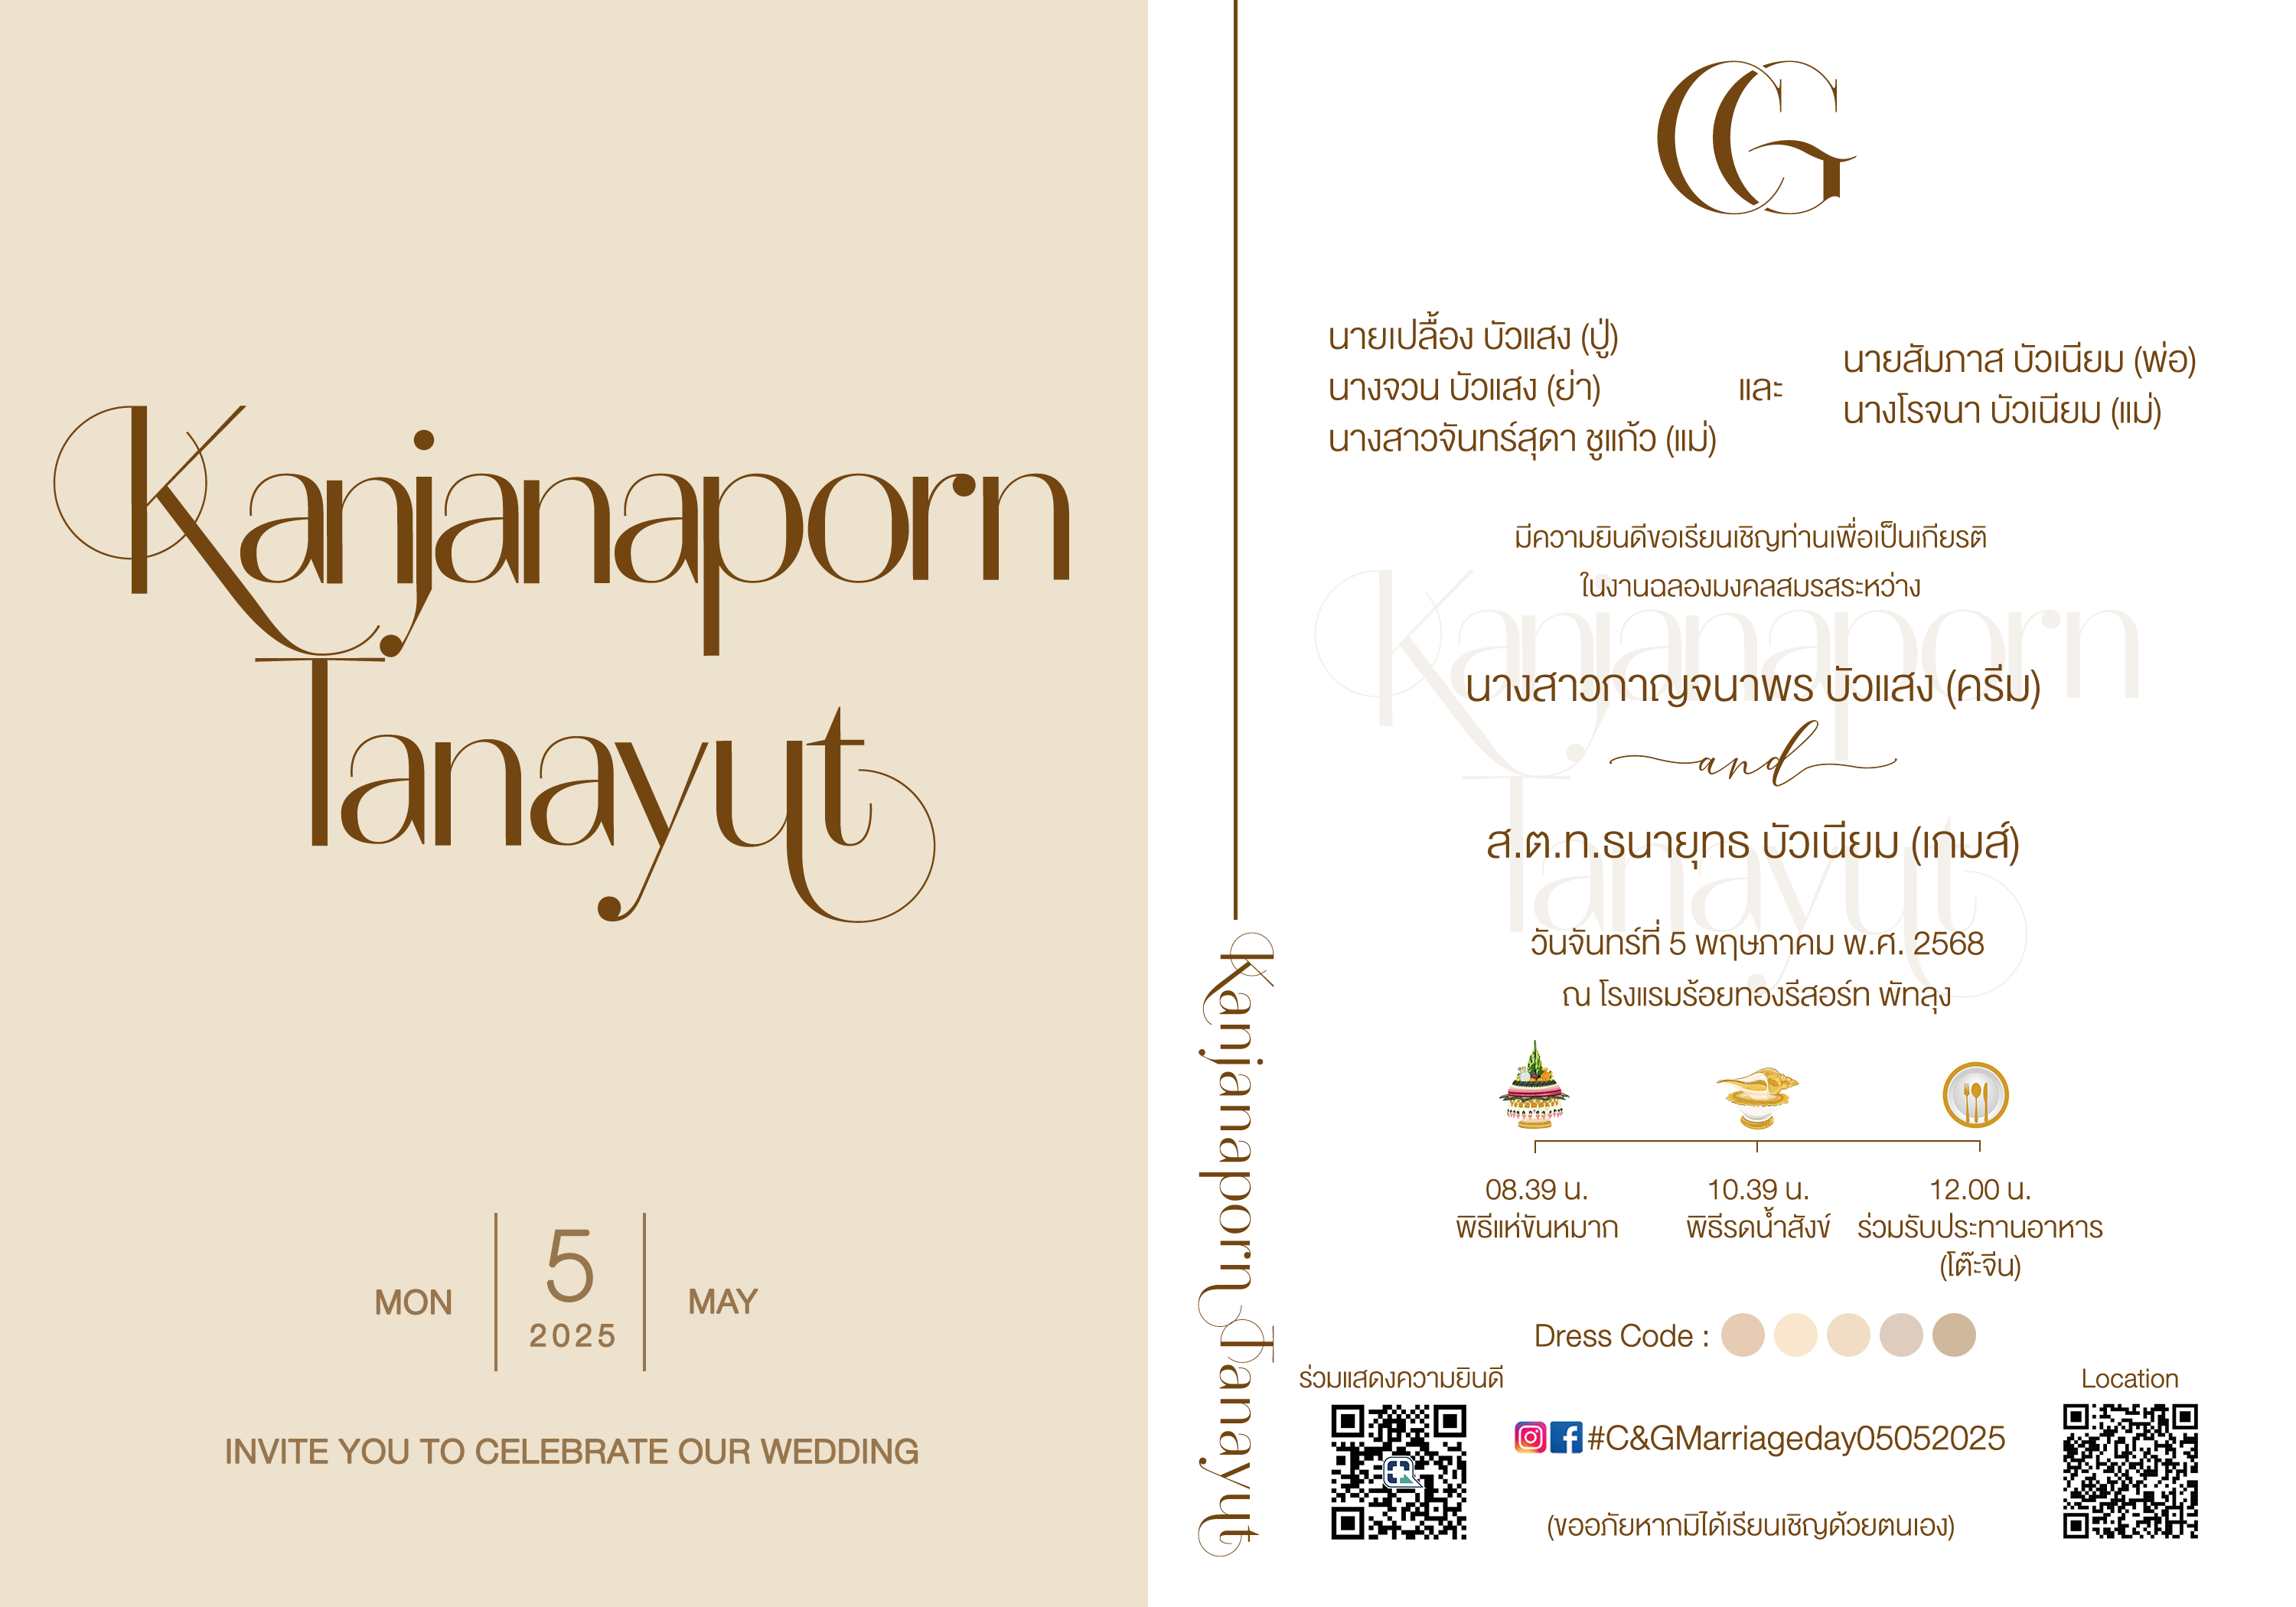 Kanjanaporn
Tanayut
MON
5
2025
MAY
INVITE YOU TO CELEBRATE OUR WEDDING
Kanjanaporn Tanayut
CG
นายเปลื้อง บัวแสง (ปู่)
นางจวน บัวแสง (ย่า)
นางสาวจันทร์สุดา ชูแก้ว (แม่)
และ
นายสัมภาส บัวเนียม (พ่อ)
นางโรจนา บัวเนียม (แม่)
มีความยินดีขอเรียนเชิญท่านเพื่อเป็นเกียรติ
ในงานฉลองมงคลสมรสระหว่าง
Kanjanaporn
Tanayut
นางสาวกาญจนาพร บัวแสง (ครีม)
and
ส.ต.ท.ธนายุทธ บัวเนียม (เกมส์)
วันจันทร์ที่ 5 พฤษภาคม พ.ศ. 2568
ณ โรงแรมร้อยทองรีสอร์ท พัทลุง
08.39 น.
พิธีแห่ขันหมาก
10.39 น.
พิธีรดน้ำสังข์
12.00 น.
ร่วมรับประทานอาหาร
(โต๊ะจีน)
Dress Code :
ร่วมแสดงความยินดี
#C&GMarriageday05052025
Location
(ขออภัยหากมิได้เรียนเชิญด้วยตนเอง)